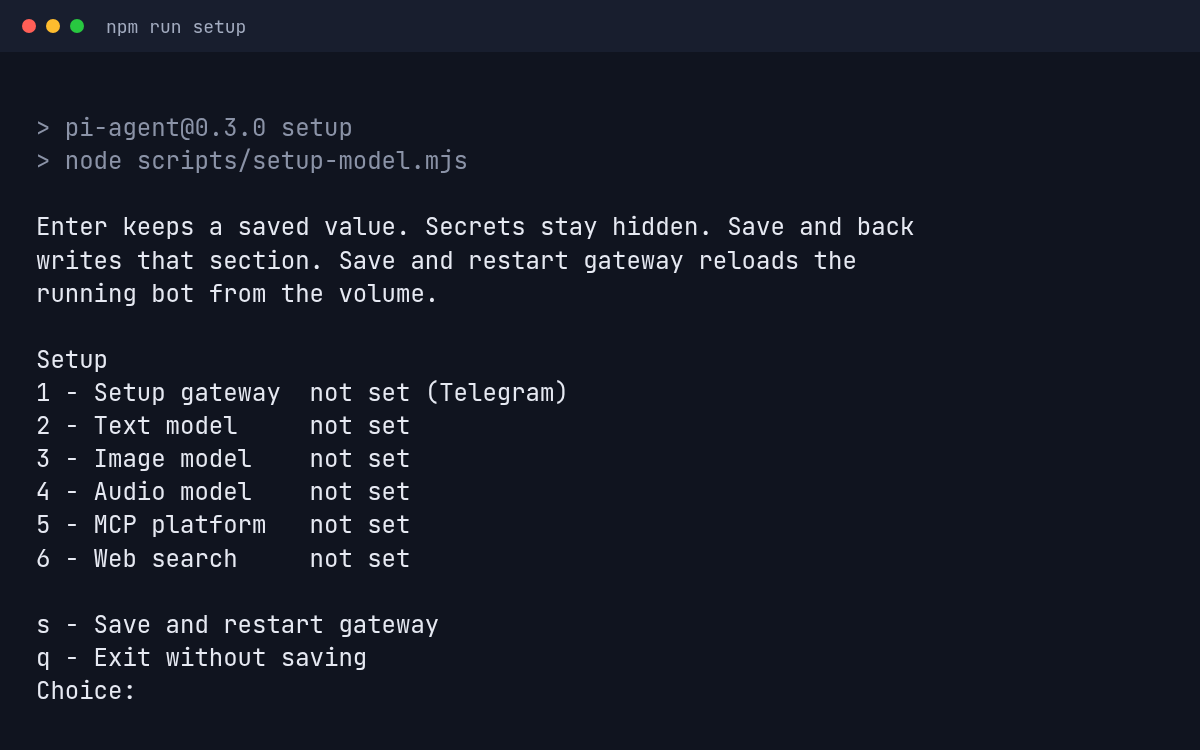 npm run setup
> pi-agent@0.3.0 setup
> node scripts/setup-model.mjs
Enter keeps a saved value. Secrets stay hidden. Save and back
writes that section. Save and restart gateway reloads the
running bot from the volume.
Setup
1 - Setup gateway  not set (Telegram)
2 - Text model     not set
3 - Image model    not set
4 - Audio model    not set
5 - MCP platform   not set
6 - Web search     not set
s - Save and restart gateway
q - Exit without saving
Choice: